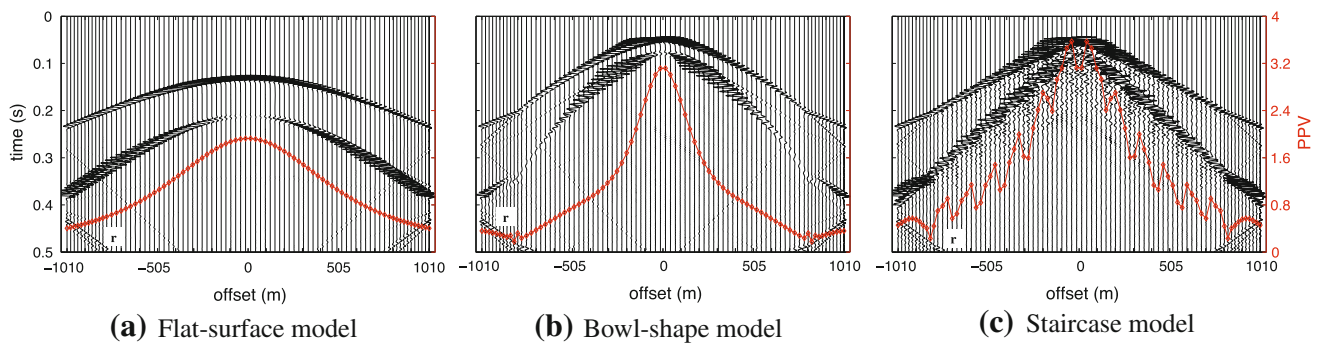 0
0.1
0.2
0.3
0.4
0.5
time (s)
r
−1010 −505 0 505 1010
offset (m)
(a) Flat-surface model
r
−1010 −505 0 505 1010
offset (m)
(b) Bowl-shape model
r
−1010 −505 0 505 1010
offset (m)
(c) Staircase model
4
3.2
2.4
1.6
0.8
0
PPV